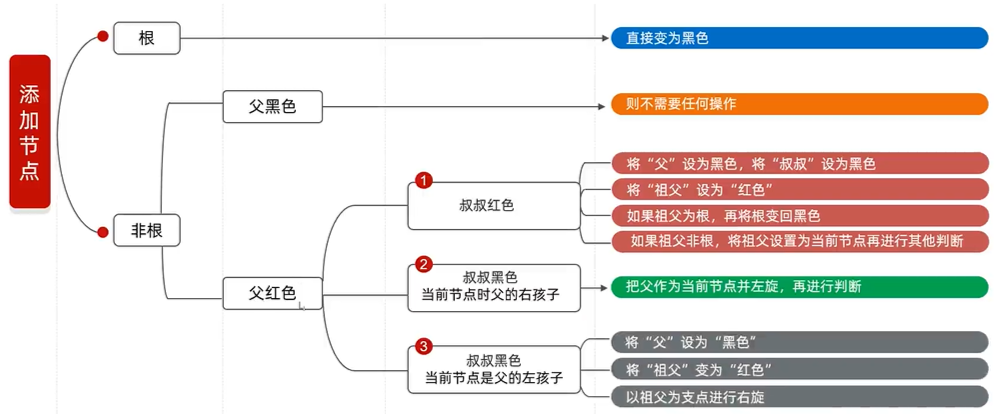 添加节点
根
直接变为黑色
父黑色
则不需要任何操作
非根
父红色
1
叔叔红色
将“父”设为黑色，将“叔叔”设为黑色
将“祖父”设为“红色”
如果祖父为根，再将根变回黑色
如果祖父非根，将祖父设置为当前节点再进行其他判断
2
叔叔黑色
当前节点时父的右孩子
把父作为当前节点并左旋，再进行判断
3
叔叔黑色
当前节点是父的左孩子
将“父”设为“黑色”
将“祖父”变为“红色”
以祖父为支点进行右旋